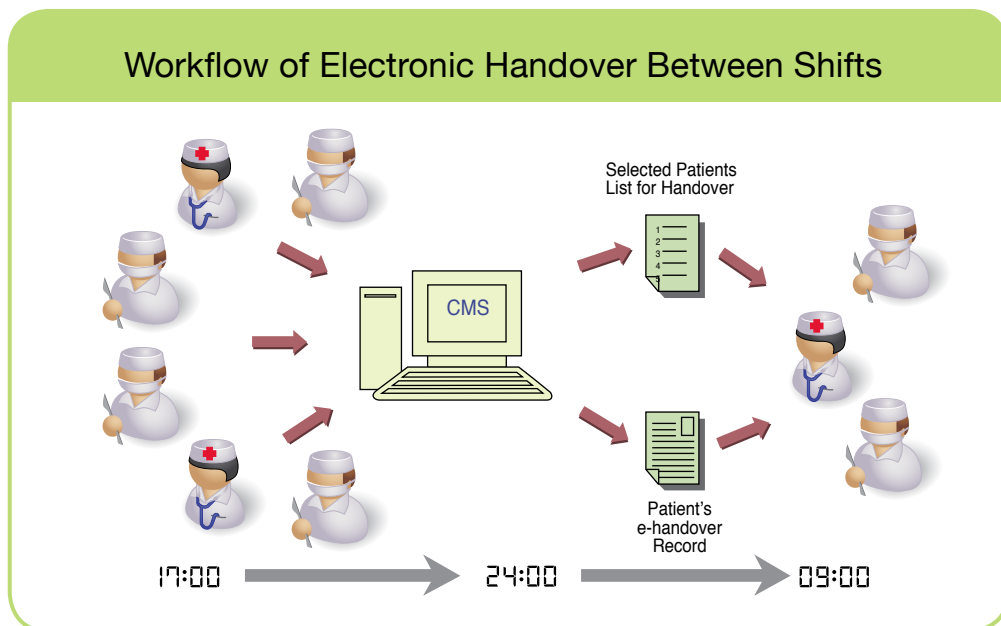 Workflow of Electronic Handover Between Shifts
Selected Patients
List for Handover
1
2
3
4
5
CMS
Patient's
e-handover
Record
17:00
24:00
09:00